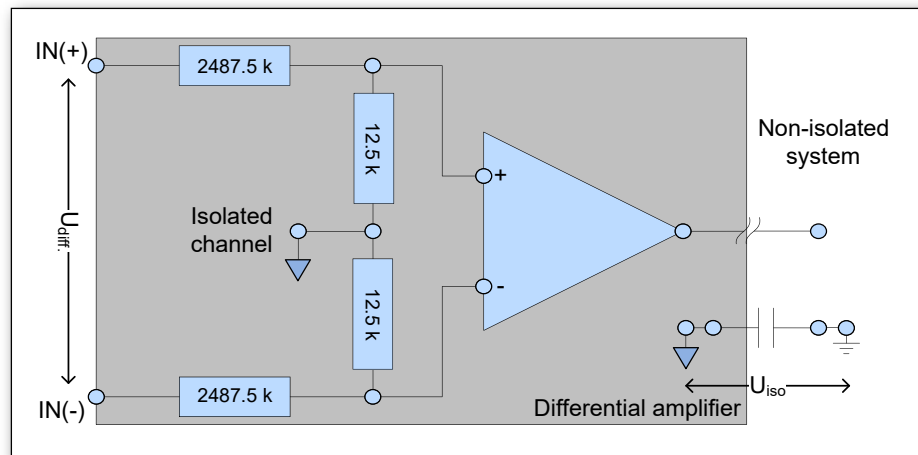 IN(+)
2487.5 k
12.5 k
Non-isolated
system
+
Udiff.
Isolated
channel
-
12.5 k
IN(-)
2487.5 k
Differential amplifier
Uiso